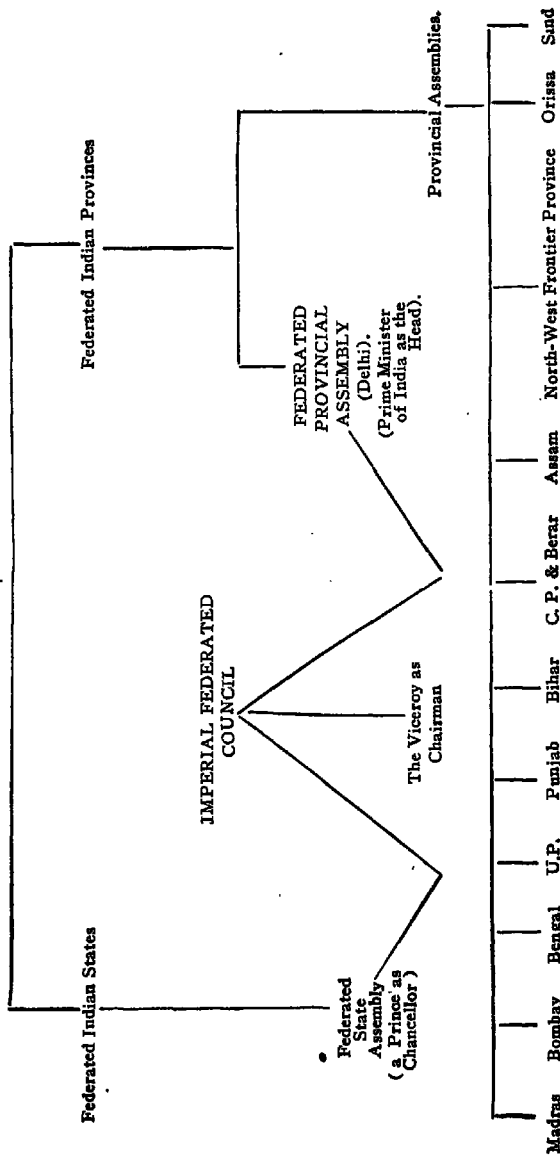 Federated Indian States
Federated Indian Provinces
IMPERIAL FEDERATED
COUNCIL
Federated
State
Assembly
(a Prince as
Chancellor)
The Viceroy as
Chairman
FEDERATED
PROVINCIAL
ASSEMBLY
(Delhi).
(Prime Minister
of India as the
Head).
Provincial Assemblies.
Madras Bombay Bengal U.P. Punjab Bihar C. P. & Berar Assam North-West Frontier Province Orissa Sind